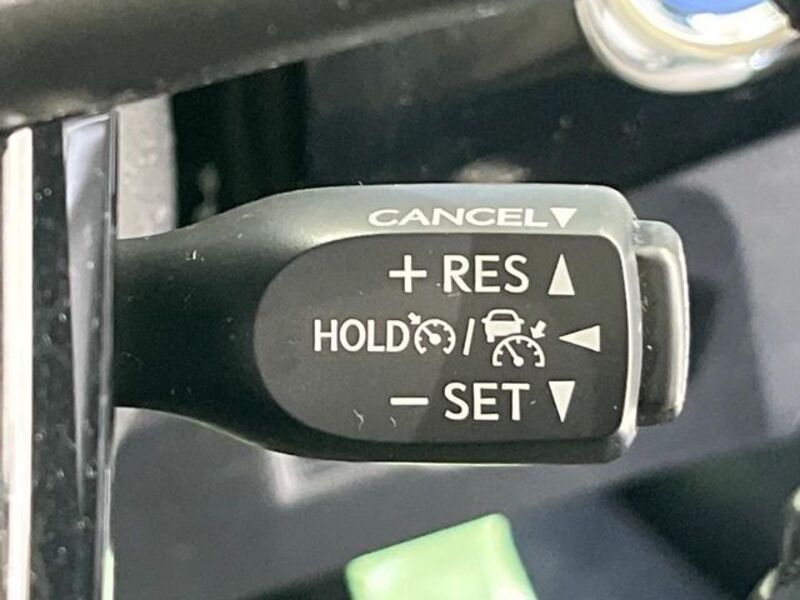 CANCEL▼
+ RES ▲
HOLD / ◀
− SET ▼